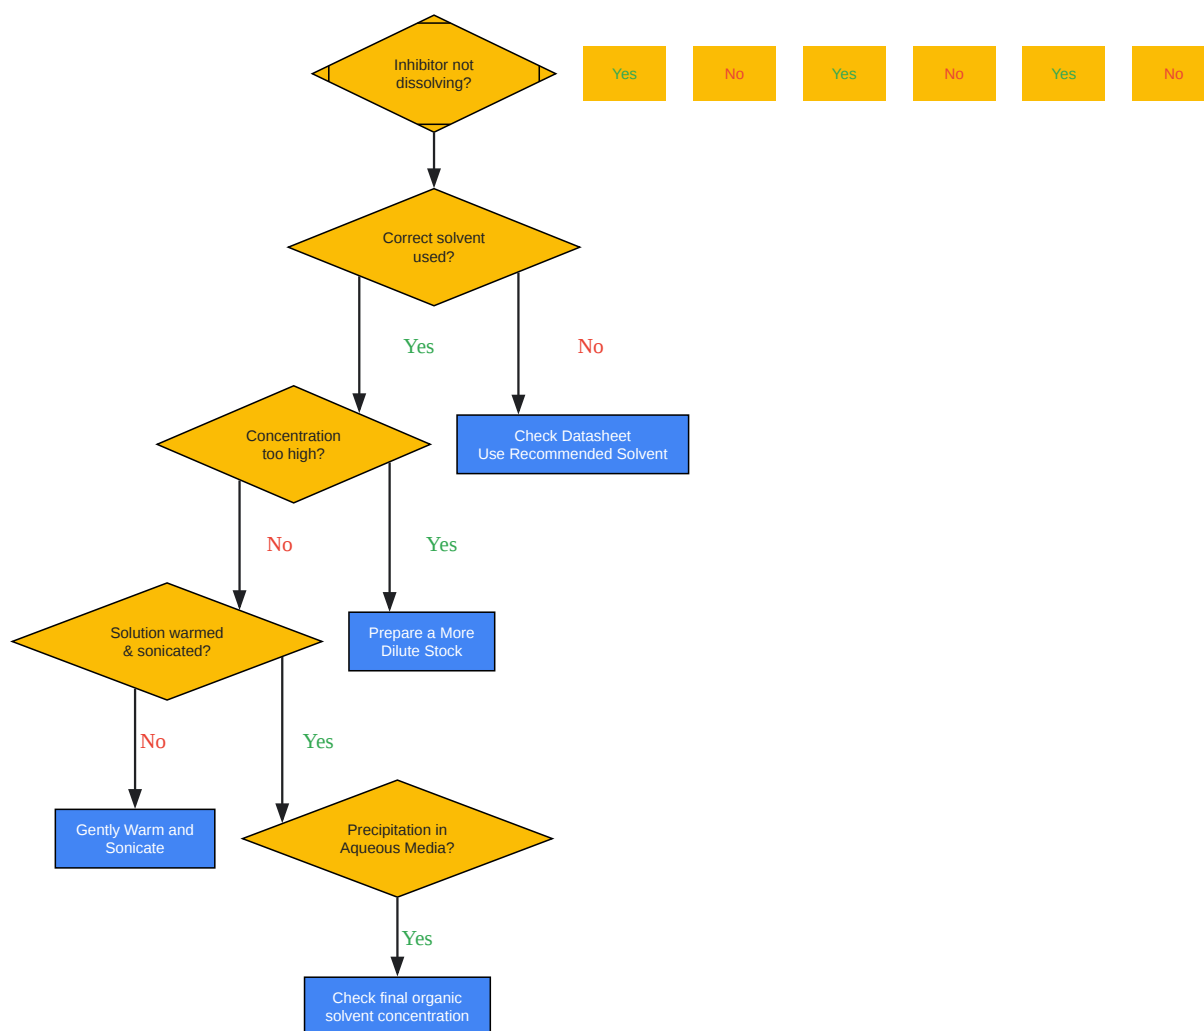 Inhibitor not
dissolving?
Yes
No
Yes
No
Yes
No
Correct solvent
used?
Yes
No
Concentration
too high?
Check Datasheet
Use Recommended Solvent
No
Yes
Solution warmed
& sonicated?
Prepare a More
Dilute Stock
No
Yes
Gently Warm and
Sonicate
Precipitation in
Aqueous Media?
Yes
Check final organic
solvent concentration